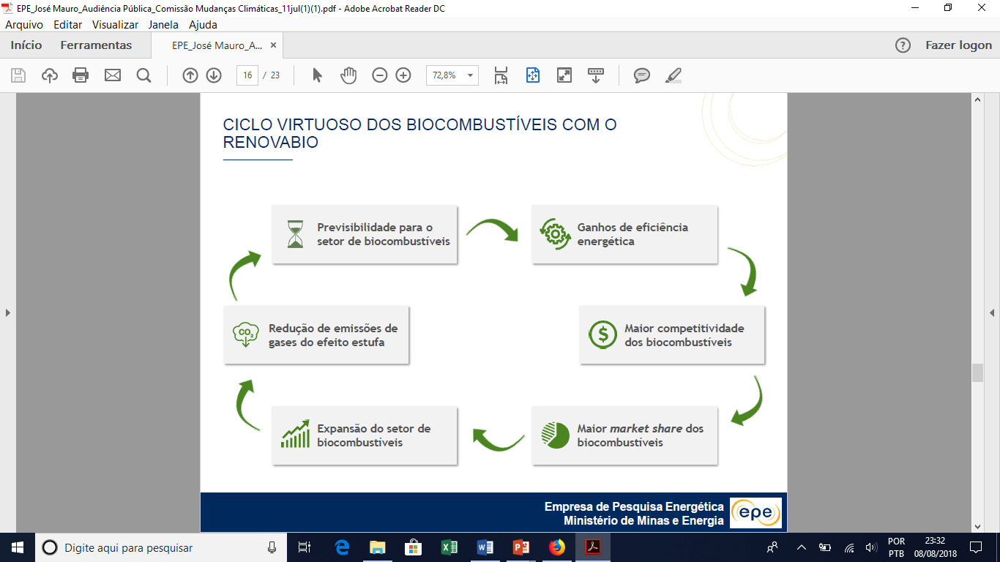 EPE_José Mauro_Audiência Pública_Comissão Mudanças Climáticas_11jul(1)(1).pdf - Adobe Acrobat Reader DC
Arquivo Editar Visualizar Janela Ajuda
Início Ferramentas EPE_José Mauro_A... × ? Fazer logon
16 / 23 72,8%
CICLO VIRTUOSO DOS BIOCOMBUSTÍVEIS COM O
RENOVABIO
Previsibilidade para o
setor de biocombustíveis
Ganhos de eficiência
energética
Maior competitividade
dos biocombustíveis
$
Maior market share dos
biocombustíveis
Expansão do setor de
biocombustíveis
Redução de emissões de
gases do efeito estufa
CO2
Empresa de Pesquisa Energética
Ministério de Minas e Energia
epe
Digite aqui para pesquisar
POR
PTB
23:32
08/08/2018